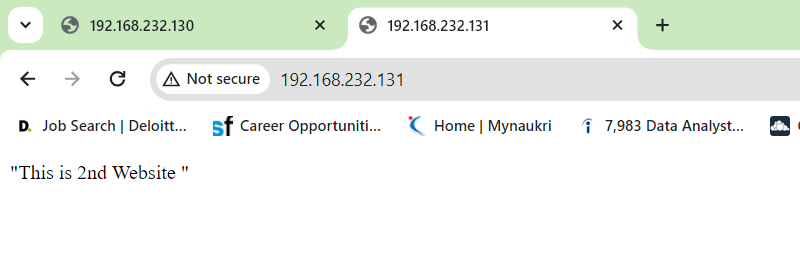 192.168.232.130
192.168.232.131
Not secure 192.168.232.131
D. Job Search | Deloitt... sf Career Opportuniti... Home | Mynaukri 7,983 Data Analyst...
"This is 2nd Website "